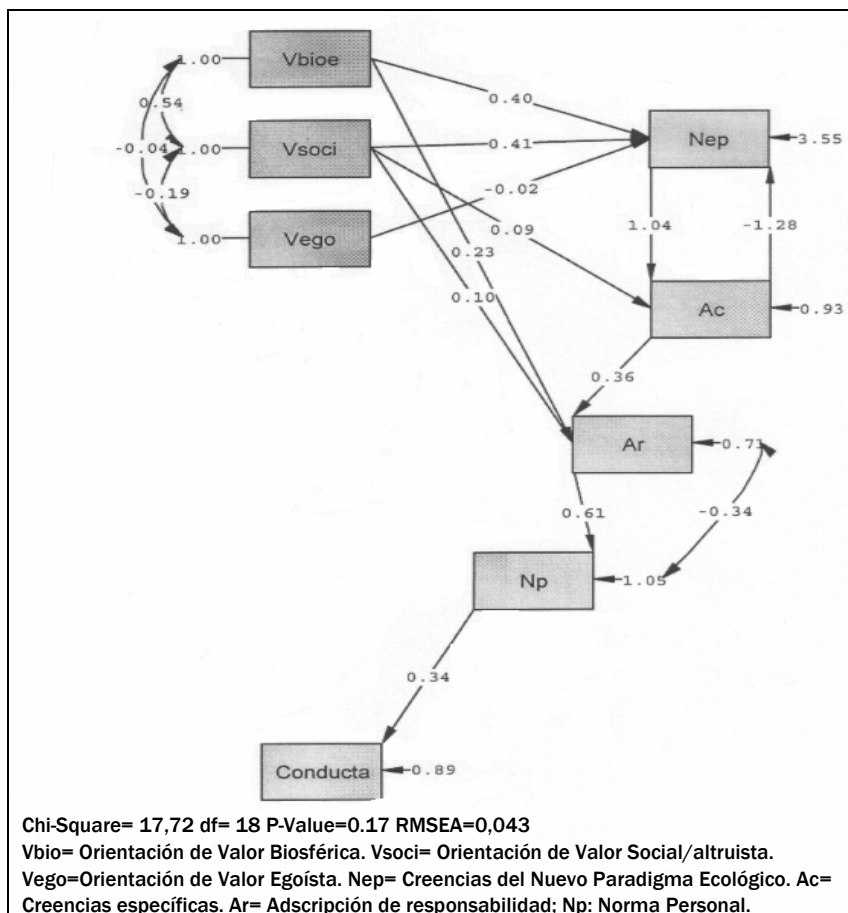 1.00
Vbioe
0.54
0.40
Nep
3.55
-0.04
1.00
Vsoci
0.41
-0.19
-0.02
1.00
Vego
0.09
0.23
1.04
-1.28
0.10
Ac
0.93
0.36
Ar
0.71
0.61
-0.34
Np
1.05
0.34
Conducta
0.89
Chi-Square= 17,72 df= 18 P-Value=0.17 RMSEA=0,043
Vbio= Orientación de Valor Biosférica. Vsoci= Orientación de Valor Social/altruista.
Vego=Orientación de Valor Egoísta. Nep= Creencias del Nuevo Paradigma Ecológico. Ac=
Creencias específicas. Ar= Adscripción de responsabilidad; Np: Norma Personal.